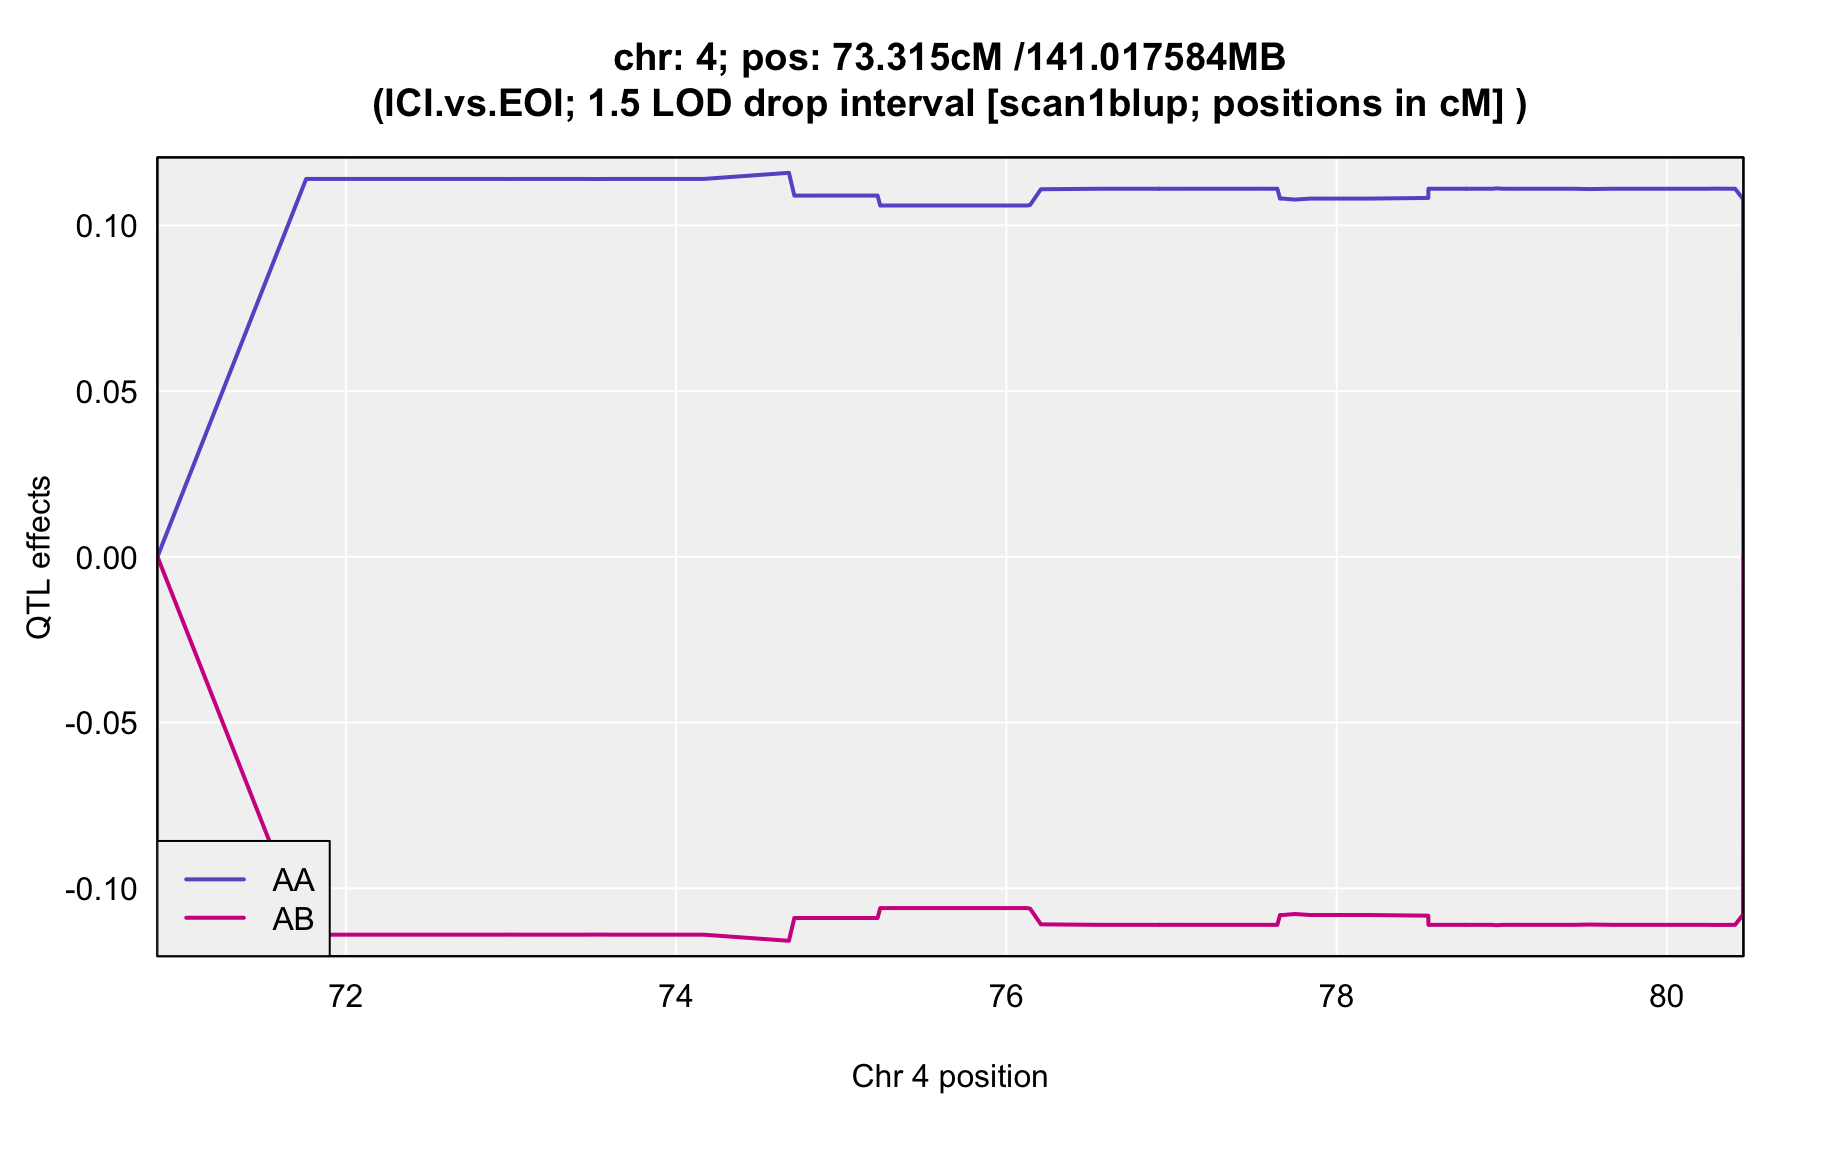 chr: 4; pos: 73.315cM /141.017584MB
(ICI.vs.EOI; 1.5 LOD drop interval [scan1blup; positions in cM] )
QTL effects
0.10
0.05
0.00
-0.05
-0.10
AA
AB
72 74 76 78 80
Chr 4 position